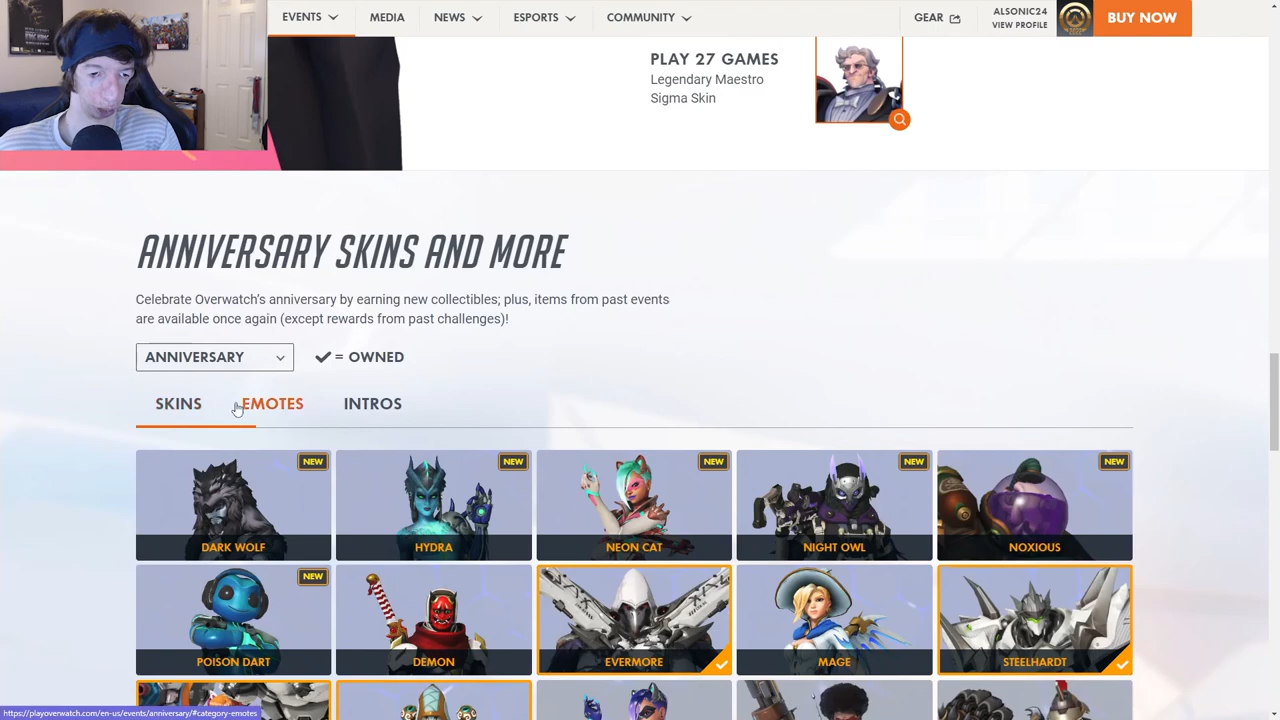 EVENTS
MEDIA
NEWS
ESPORTS
COMMUNITY
GEAR
ALSONIC24
VIEW PROFILE
BUY NOW
PLAY 27 GAMES
Legendary Maestro
Sigma Skin
ANNIVERSARY SKINS AND MORE
Celebrate Overwatch's anniversary by earning new collectibles; plus, items from past events
are available once again (except rewards from past challenges)!
ANNIVERSARY
= OWNED
SKINS
EMOTES
INTROS
NEW
NEW
NEW
NEW
NEW
DARK WOLF
HYDRA
NEON CAT
NIGHT OWL
NOXIOUS
NEW
POISON DART
DEMON
EVERMORE
MAGE
STEELHARDT
https://playoverwatch.com/en-us/events/anniversary/#category-emotes